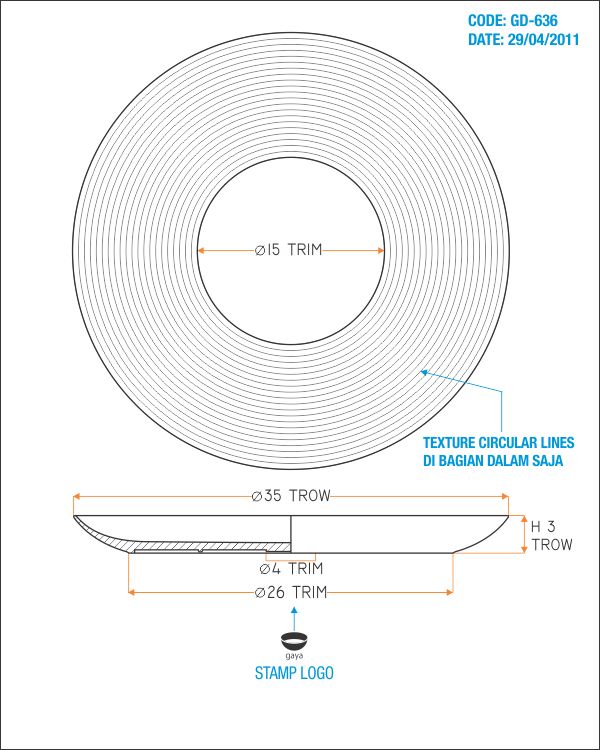 CODE: GD-636
DATE: 29/04/2011
⌀15 TRIM
TEXTURE CIRCULAR LINES
DI BAGIAN DALAM SAJA
⌀35 TROW
H 3
TROW
⌀4 TRIM
⌀26 TRIM
gaya
STAMP LOGO